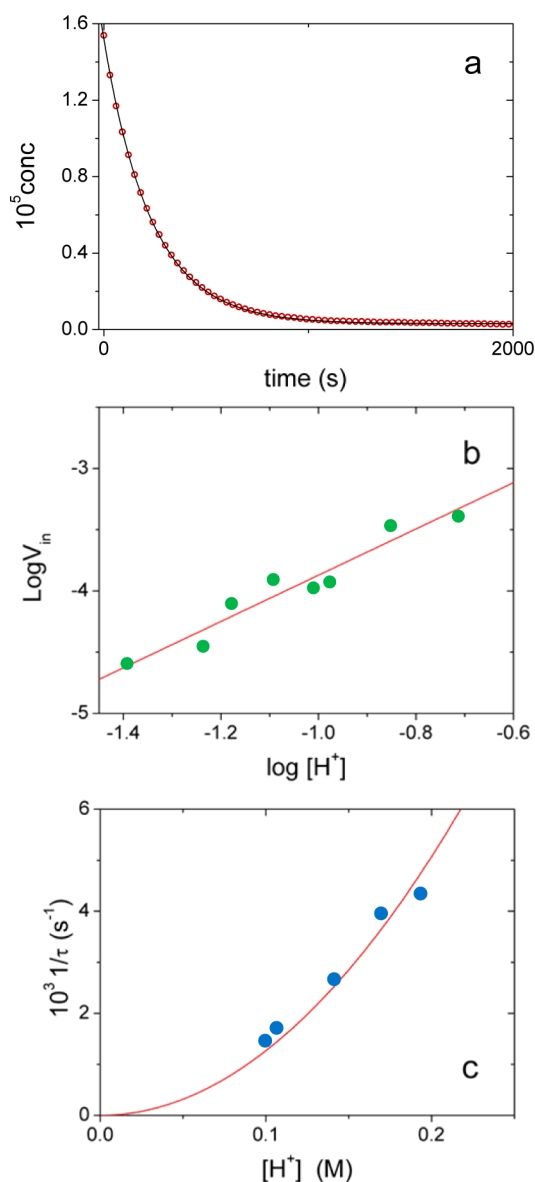 1.6
1.2
0.8
0.4
0.0
10⁵conc
a
0
2000
time (s)
-3
-4
-5
LogV_in
b
-1.4
-1.2
-1.0
-0.8
-0.6
log [H⁺]
6
4
2
0
10³ 1/τ (s⁻¹)
c
0.0
0.1
0.2
[H⁺] (M)